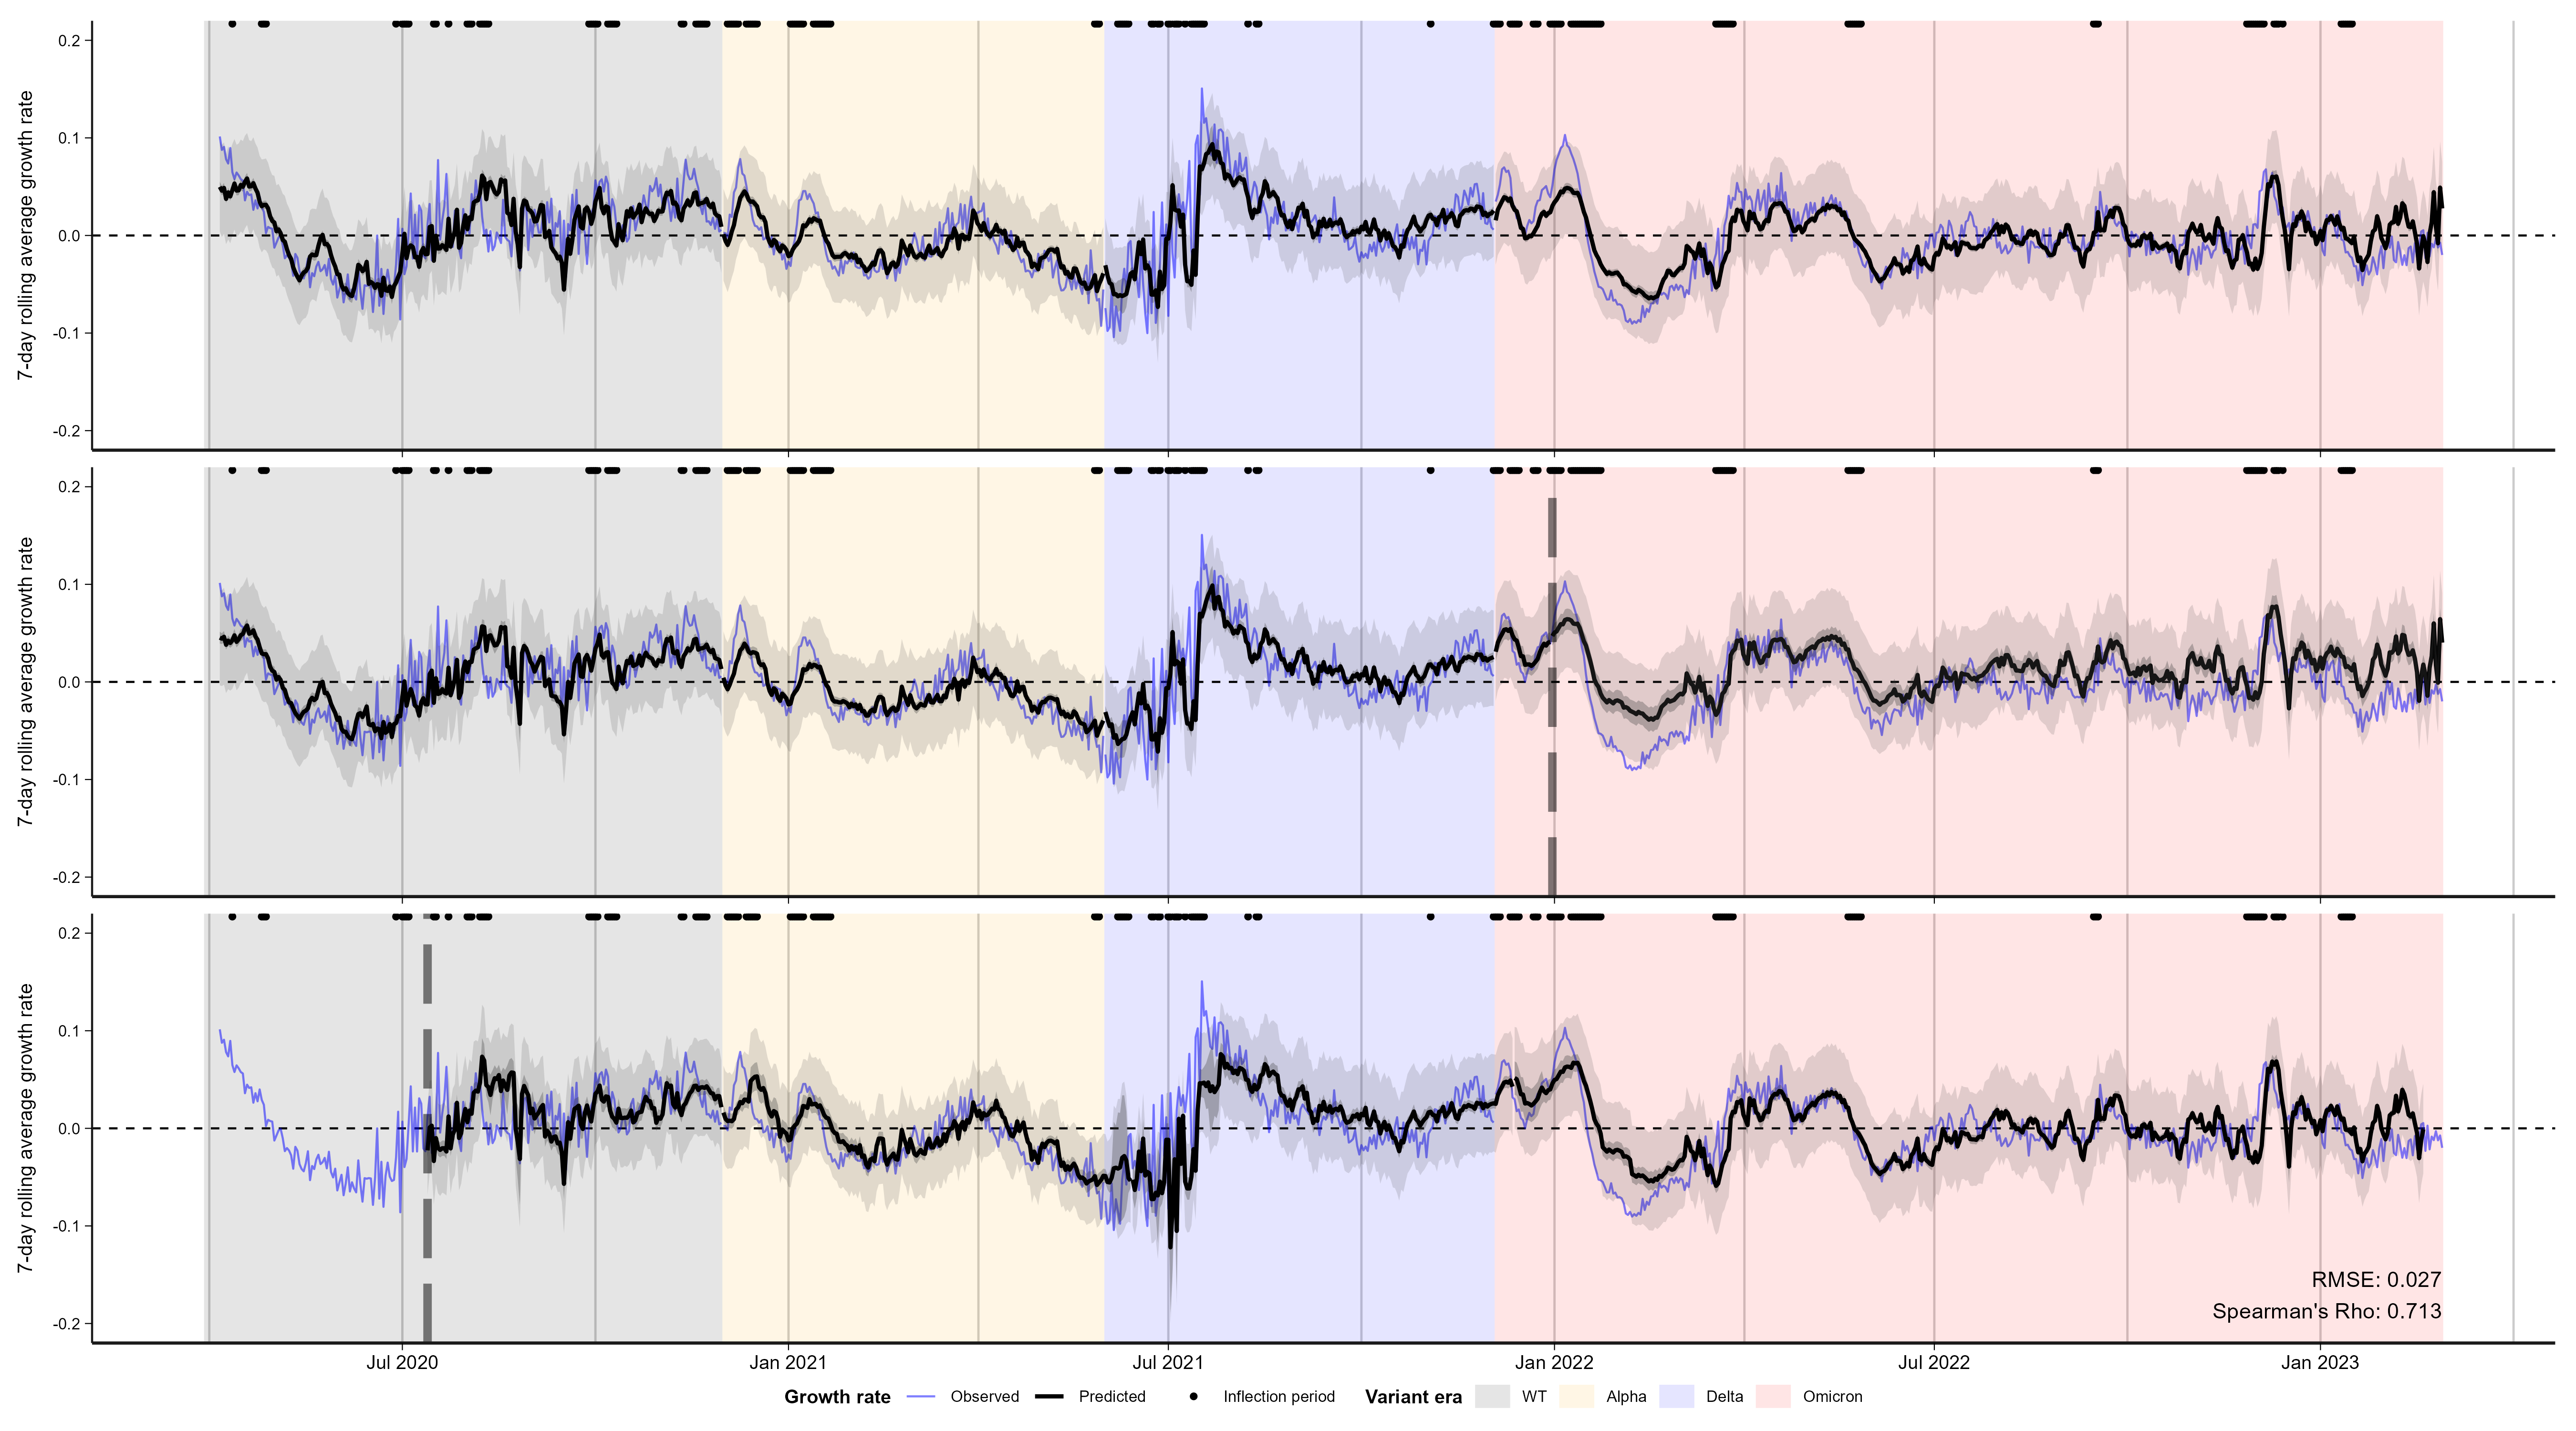 7-day rolling average growth rate
0.2
0.1
0.0
-0.1
-0.2
7-day rolling average growth rate
0.2
0.1
0.0
-0.1
-0.2
7-day rolling average growth rate
0.2
0.1
0.0
-0.1
-0.2
RMSE: 0.027
Spearman's Rho: 0.713
Jul 2020 Jan 2021 Jul 2021 Jan 2022 Jul 2022 Jan 2023
Growth rate Observed Predicted Inflection period Variant era WT Alpha Delta Omicron